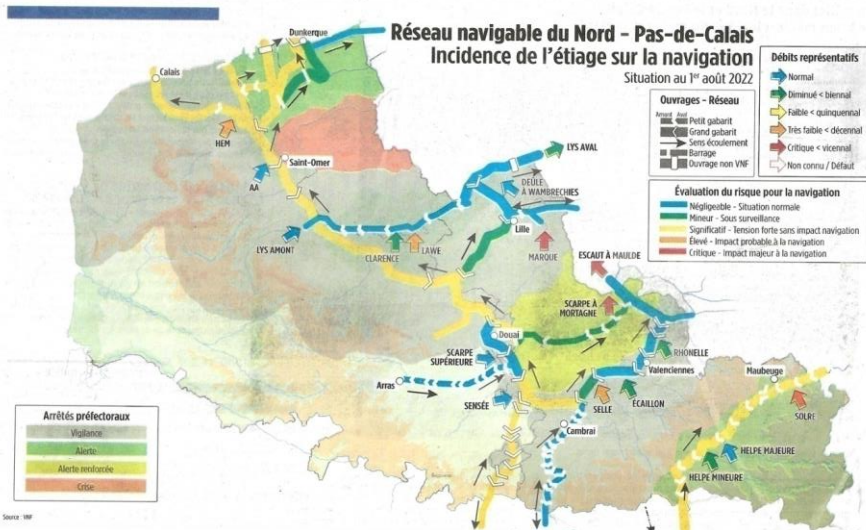 Réseau navigable du Nord - Pas-de-Calais
Incidence de l'étiage sur la navigation
Situation au 1er août 2022
Débits représentatifs
Normal
Diminué < biennal
Faible < quinquennal
Très faible < décennal
Critique < vicennal
Non connu / Défaut
Ouvrages - Réseau
Amont Aval
Petit gabarit
Grand gabarit
Sens écoulement
Barrage
Ouvrage non VNF
Évaluation du risque pour la navigation
Négligeable - Situation normale
Mineur - Sous surveillance
Significatif - Tension forte sans impact navigation
Élevé - Impact probable à la navigation
Critique - Impact majeur à la navigation
Dunkerque
Calais
HEM
Saint-Omer
AA
LYS AVAL
DEULE
À WAMBRECHIES
Lille
LYS AMONT
CLARENCE
LAWE
MARQUE
ESCAUT À MAULDE
SCARPE À
MORTAGNE
Douai
SCARPE
SUPÉRIEURE
RHONELLE
Arras
Valenciennes
Maubeuge
SENSÉE
SELLE
ÉCAILLON
SOLRE
Cambrai
HELPE MAJEURE
HELPE MINEURE
Arrêtés préfectoraux
Vigilance
Alerte
Alerte renforcée
Crise
Source : VNF